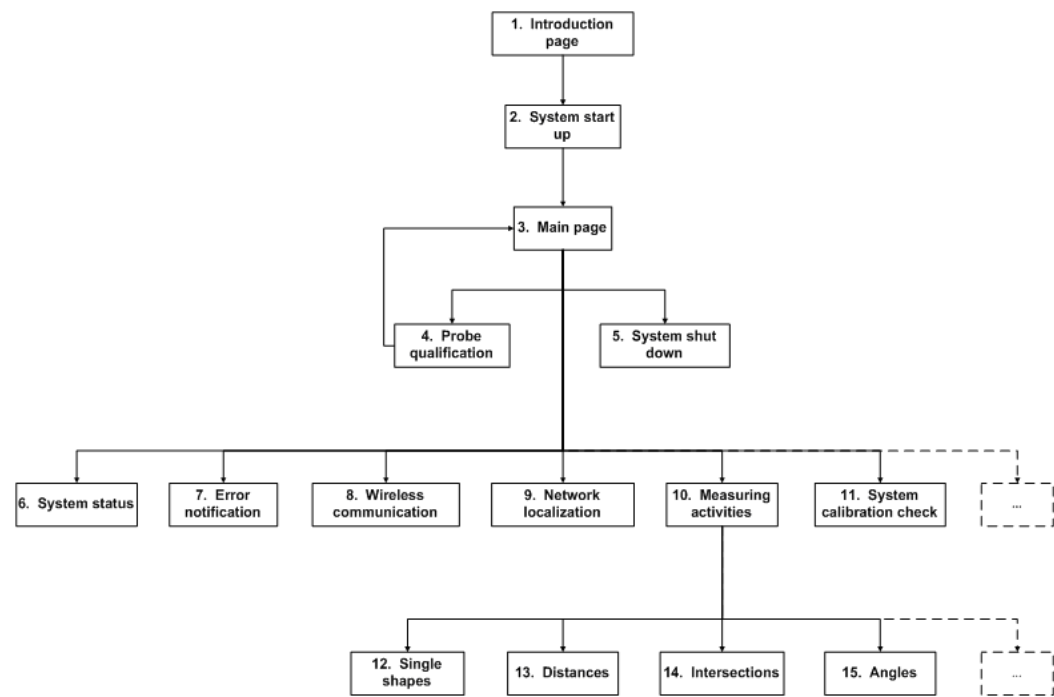 1. Introduction
page
2. System start
up
3. Main page
4. Probe
qualification
5. System shut
down
6. System status
7. Error
notification
8. Wireless
communication
9. Network
localization
10. Measuring
activities
11. System
calibration check
...
12. Single
shapes
13. Distances
14. Intersections
15. Angles
...